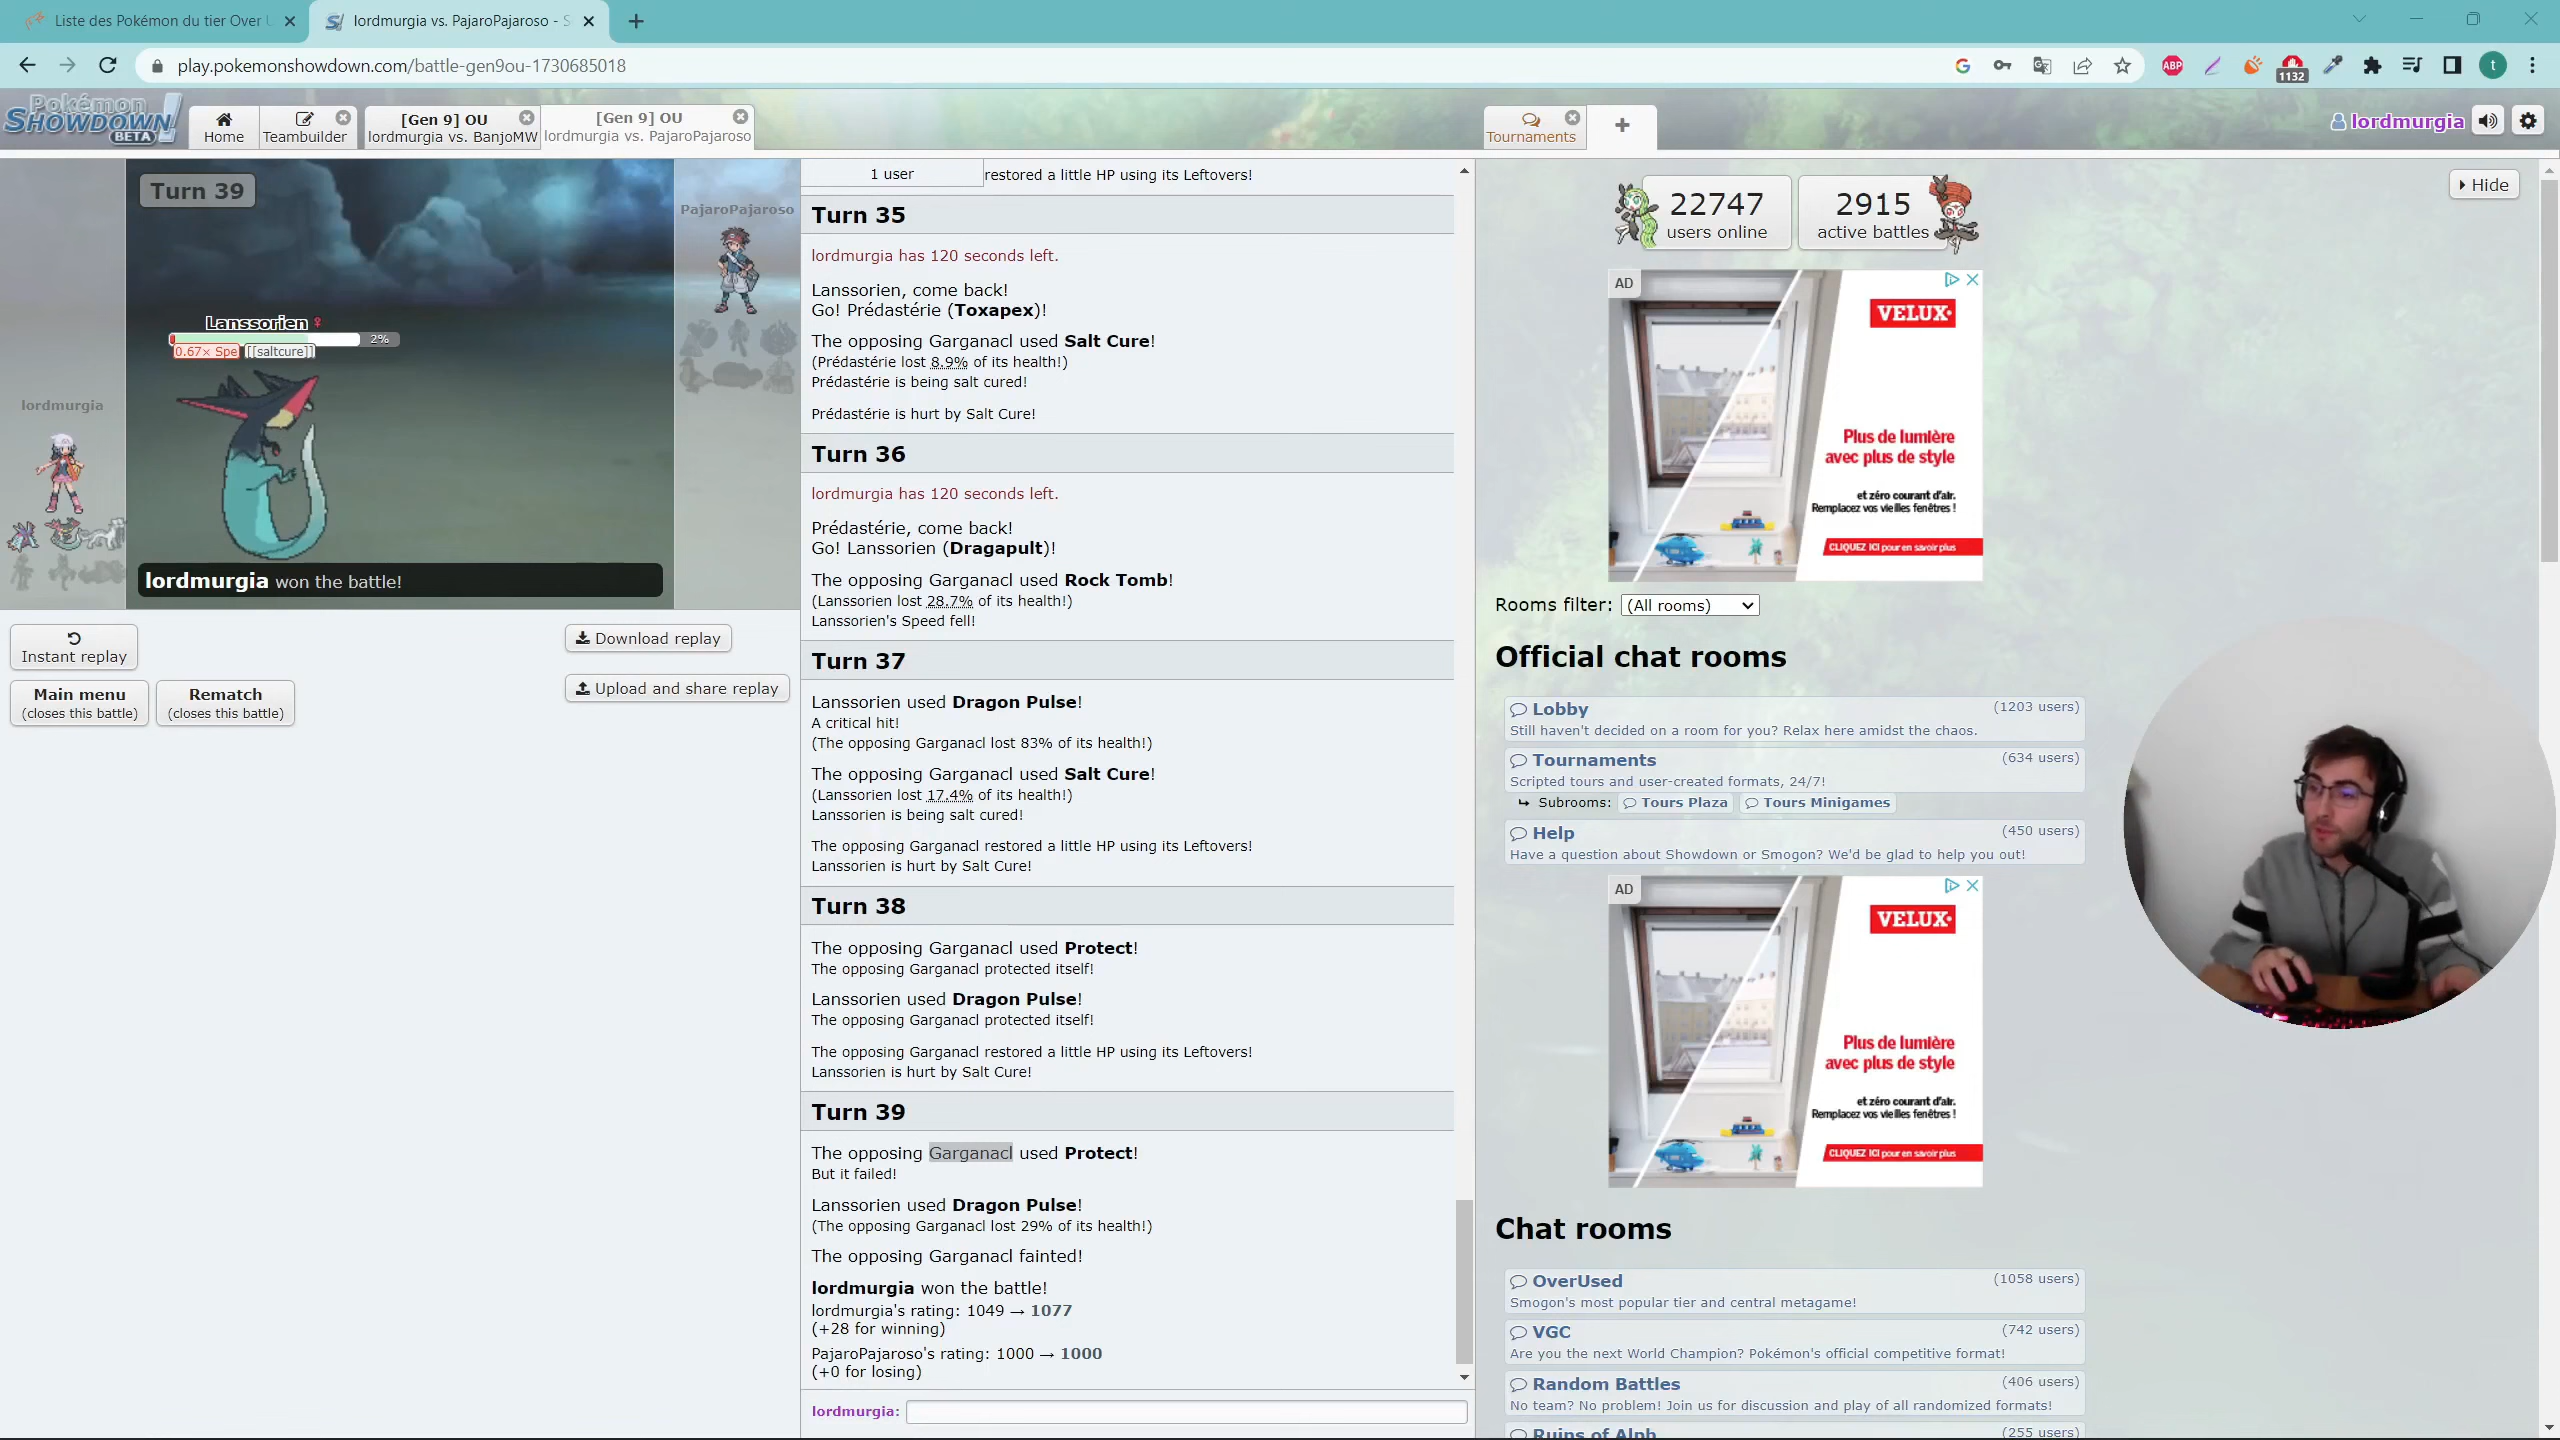 Liste des Pokémon du tier Over U
lordmurgia vs. PajaroPajaroso - S
play.pokemonshowdown.com/battle-gen9ou-1730685018
ABP
1132
t
Pokémon
Showdown!
BETA
Home
Teambuilder
[Gen 9] OU
lordmurgia vs. BanjoMW
[Gen 9] OU
lordmurgia vs. PajaroPajaroso
Tournaments
lordmurgia
Turn 39
PajaroPajaroso
Lanssorien ♀
2%
0.67× Spe
[[saltcure]]
lordmurgia
lordmurgia won the battle!
Instant replay
Download replay
Upload and share replay
Main menu
(closes this battle)
Rematch
(closes this battle)
1 user
restored a little HP using its Leftovers!
Turn 35
lordmurgia has 120 seconds left.
Lanssorien, come back!
Go! Prédastérie (Toxapex)!
The opposing Garganacl used Salt Cure!
(Prédastérie lost 8.9% of its health!)
Prédastérie is being salt cured!
Prédastérie is hurt by Salt Cure!
Turn 36
lordmurgia has 120 seconds left.
Prédastérie, come back!
Go! Lanssorien (Dragapult)!
The opposing Garganacl used Rock Tomb!
(Lanssorien lost 28.7% of its health!)
Lanssorien's Speed fell!
Turn 37
Lanssorien used Dragon Pulse!
A critical hit!
(The opposing Garganacl lost 83% of its health!)
The opposing Garganacl used Salt Cure!
(Lanssorien lost 17.4% of its health!)
Lanssorien is being salt cured!
The opposing Garganacl restored a little HP using its Leftovers!
Lanssorien is hurt by Salt Cure!
Turn 38
The opposing Garganacl used Protect!
The opposing Garganacl protected itself!
Lanssorien used Dragon Pulse!
The opposing Garganacl protected itself!
The opposing Garganacl restored a little HP using its Leftovers!
Lanssorien is hurt by Salt Cure!
Turn 39
The opposing Garganacl used Protect!
But it failed!
Lanssorien used Dragon Pulse!
(The opposing Garganacl lost 29% of its health!)
The opposing Garganacl fainted!
lordmurgia won the battle!
lordmurgia's rating: 1049 → 1077
(+28 for winning)
PajaroPajaroso's rating: 1000 → 1000
(+0 for losing)
lordmurgia:
22747
users online
2915
active battles
Hide
AD
VELUX
Plus de lumière
avec plus de style
et zéro courant d'air.
Remplacez vos vieilles fenêtres !
CLIQUEZ ICI pour en savoir plus
Rooms filter: (All rooms)
Official chat rooms
Lobby (1203 users)
Still haven't decided on a room for you? Relax here amidst the chaos.
Tournaments (634 users)
Scripted tours and user-created formats, 24/7!
Subrooms: Tours Plaza Tours Minigames
Help (450 users)
Have a question about Showdown or Smogon? We'd be glad to help you out!
AD
VELUX
Plus de lumière
avec plus de style
et zéro courant d'air.
Remplacez vos vieilles fenêtres !
CLIQUEZ ICI pour en savoir plus
Chat rooms
OverUsed (1058 users)
Smogon's most popular tier and central metagame!
VGC (742 users)
Are you the next World Champion? Pokémon's official competitive format!
Random Battles (406 users)
No team? No problem! Join us for discussion and play of all randomized formats!
Ruins of Alph (255 users)